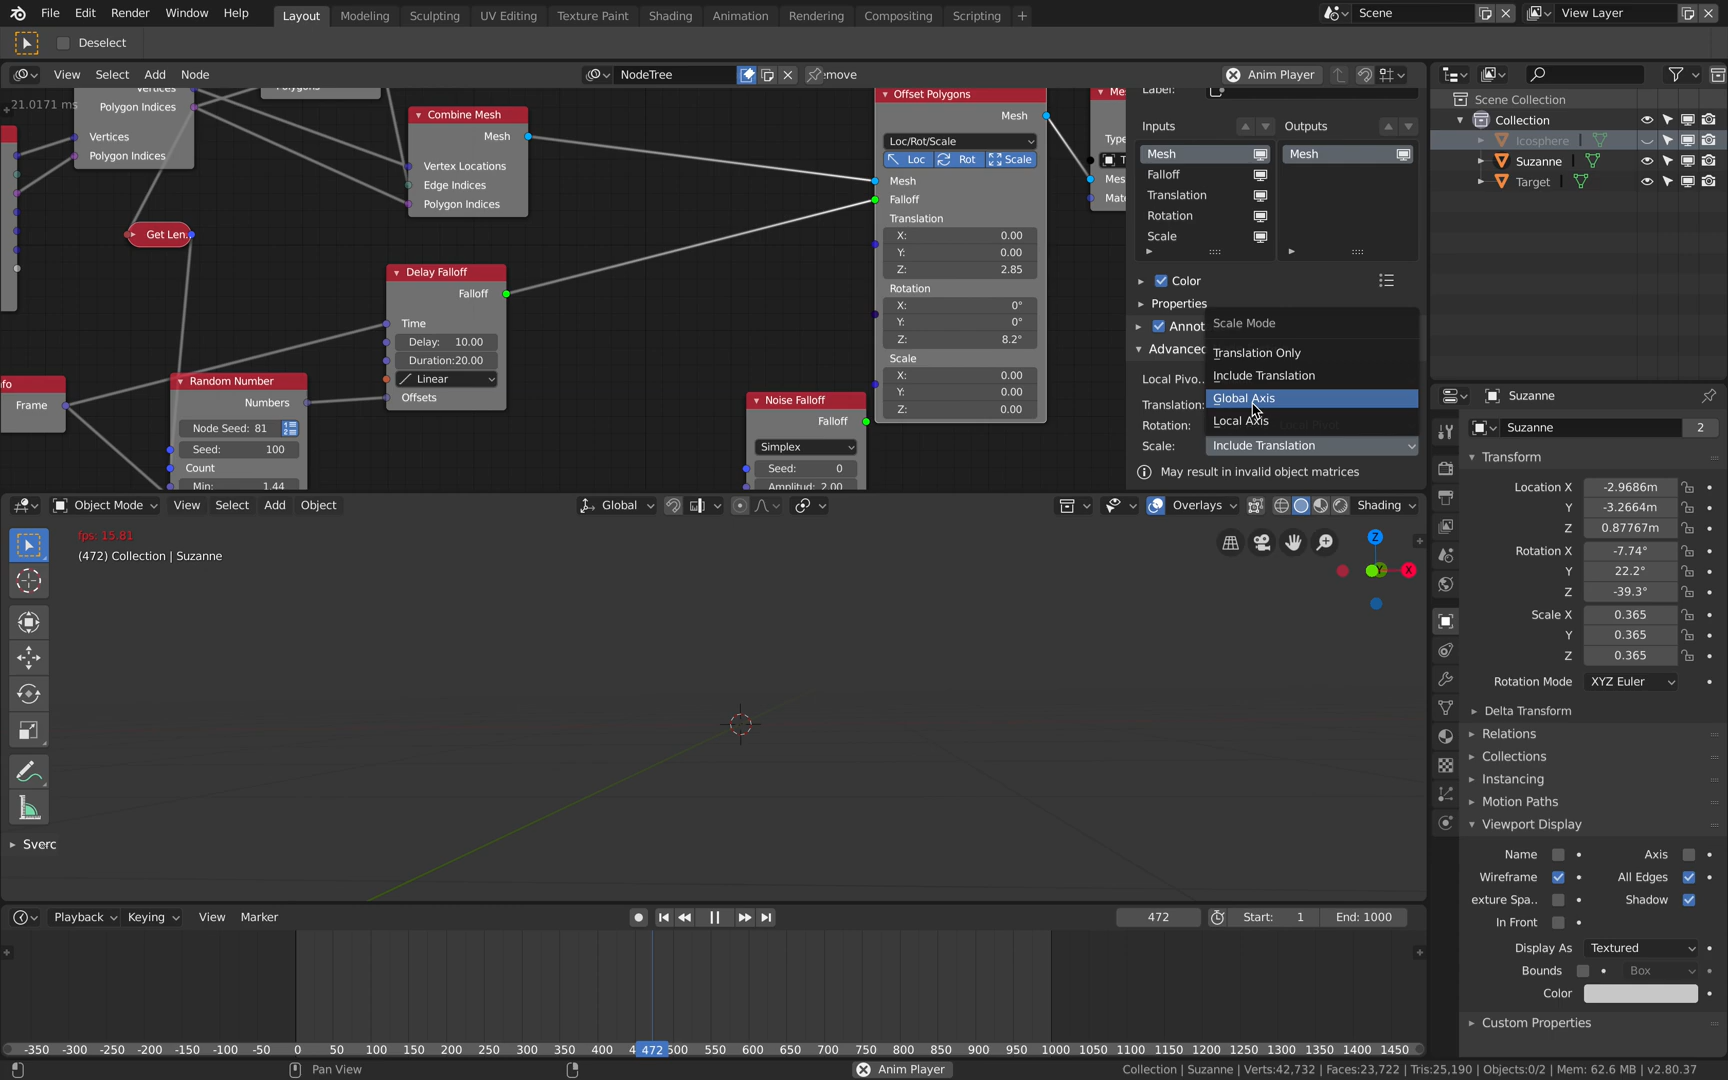 File Edit Render Window Help Layout Modeling Sculpting UV Editing Texture Paint Shading Animation Rendering Compositing Scripting + Scene View Layer
Deselect
View Select Add Node NodeTree emove Anim Player
21.0171 ms
Vertices
Polygon Indices
Vertices
Polygon Indices
Polygons
Combine Mesh
Mesh
Vertex Locations
Edge Indices
Polygon Indices
Get Len..
Delay Falloff
Falloff
Time
Delay: 10.00
Duration:20.00
Linear
Offsets
fo
Frame
Random Number
Numbers
Node Seed: 81
Seed: 100
Count
Min: 1.44
Noise Falloff
Falloff
Simplex
Seed: 0
Amplitud: 2.00
Offset Polygons
Mesh
Loc/Rot/Scale
Loc Rot Scale
Mesh
Falloff
Translation
X: 0.00
Y: 0.00
Z: 2.85
Rotation
X: 0°
Y: 0°
Z: 8.2°
Scale
X: 0.00
Y: 0.00
Z: 0.00
Me
Type
T
Mes
Mate
Label:
Inputs Outputs
Mesh Mesh
Falloff
Translation
Rotation
Scale
Color
Properties
Annot
Advanced
Local Pivo..
Translation:
Rotation: Local Pivot
Scale: Include Translation
May result in invalid object matrices
Scale Mode
Translation Only
Include Translation
Global Axis
Local Axis
Scene Collection
Collection
Icosphere
Suzanne
Target
Suzanne
Suzanne 2
Transform
Location X -2.9686m
Y -3.2664m
Z 0.87767m
Rotation X -7.74°
Y 22.2°
Z -39.3°
Scale X 0.365
Y 0.365
Z 0.365
Rotation Mode XYZ Euler
Delta Transform
Relations
Collections
Instancing
Motion Paths
Viewport Display
Name Axis
Wireframe All Edges
exture Spa.. Shadow
In Front
Display As Textured
Bounds Box
Color
Custom Properties
Object Mode View Select Add Object Global Overlays Shading
fps: 15.81
(472) Collection | Suzanne
Z
Y
X
Sverc
Playback Keying View Marker 472 Start: 1 End: 1000
-350 -300 -250 -200 -150 -100 -50 0 50 100 150 200 250 300 350 400 4 472 500 550 600 650 700 750 800 850 900 950 1000 1050 1100 1150 1200 1250 1300 1350 1400 1450
Pan View Anim Player Collection | Suzanne | Verts:42,732 | Faces:23,722 | Tris:25,190 | Objects:0/2 | Mem: 62.6 MB | v2.80.37